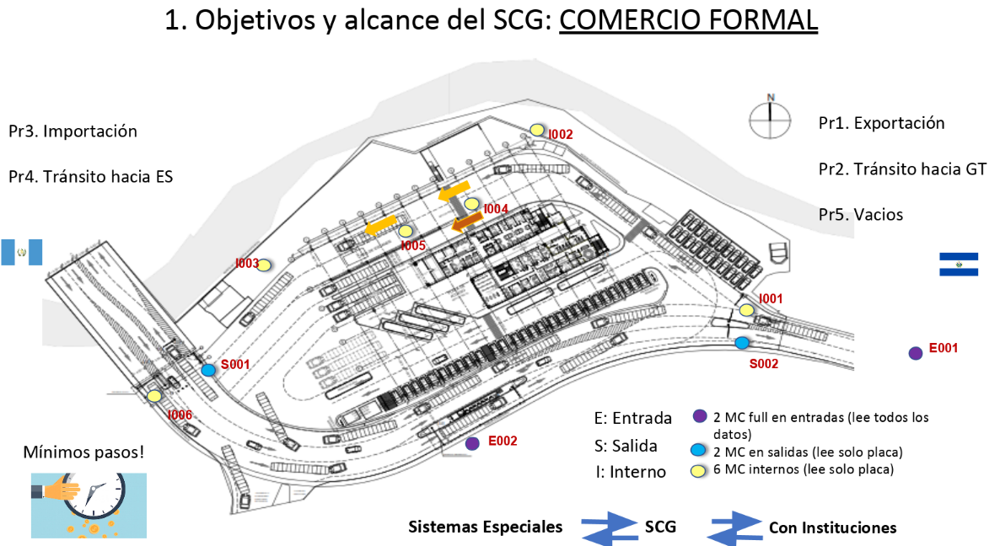 1. Objetivos y alcance del SCG: COMERCIO FORMAL
Pr3. Importación
Pr4. Tránsito hacia ES
N
Pr1. Exportación
Pr2. Tránsito hacia GT
Pr5. Vacios
I002
I004
I005
I003
I001
S002
E001
S001
I006
E002
E: Entrada
S: Salida
I: Interno
2 MC full en entradas (lee todos los
datos)
2 MC en salidas (lee solo placa)
6 MC internos (lee solo placa)
Mínimos pasos!
Sistemas Especiales
SCG
Con Instituciones